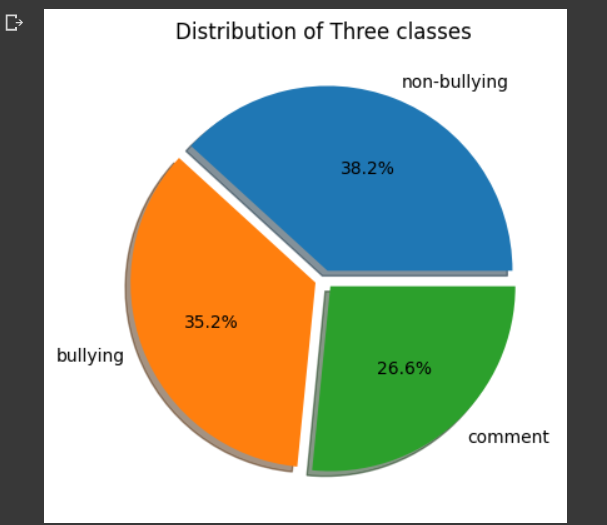 Distribution of Three classes
non-bullying
38.2%
35.2%
bullying
26.6%
comment